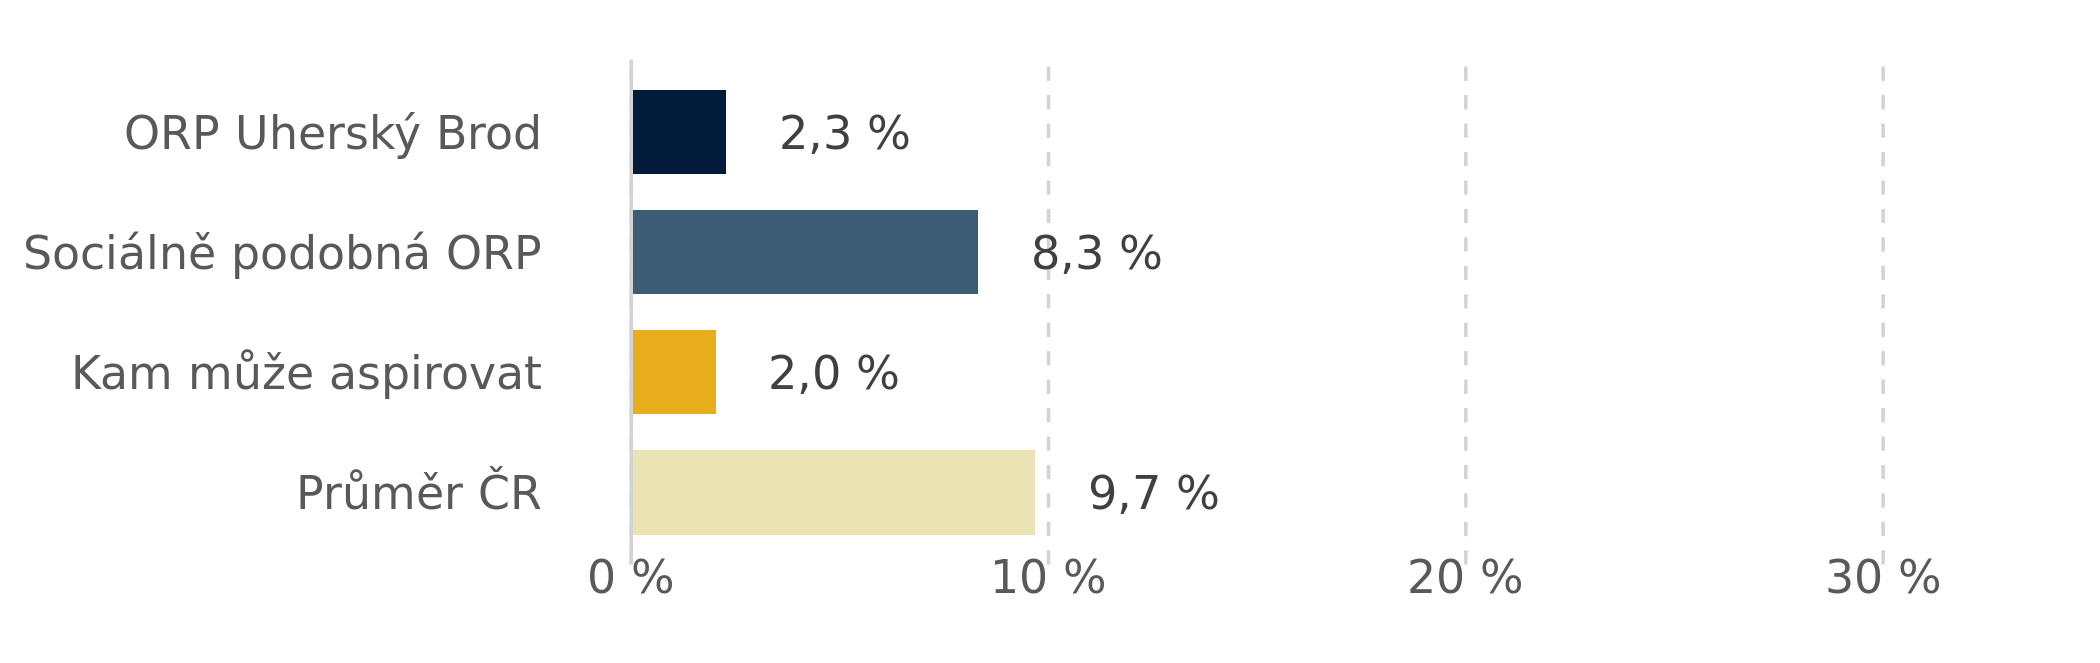 ORP Uherský Brod 2,3 %
Sociálně podobná ORP 8,3 %
Kam může aspirovat 2,0 %
Průměr ČR 9,7 %
0 % 10 % 20 % 30 %